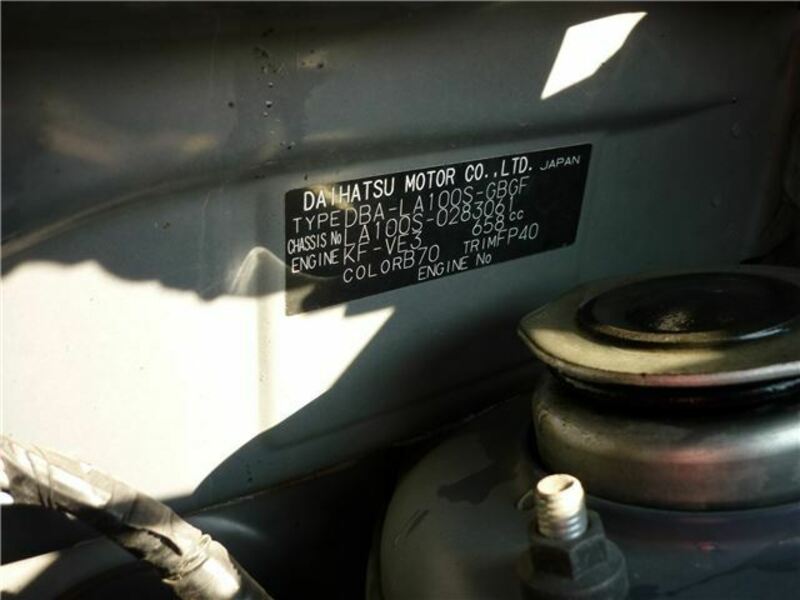 DAIHATSU MOTOR CO.,LTD. JAPAN
TYPE DBA-LA100S-GBGF
CHASSIS No LA100S-0283061
ENGINE KF-VE3 658 cc
COLOR B70 TRIM FP40
ENGINE No